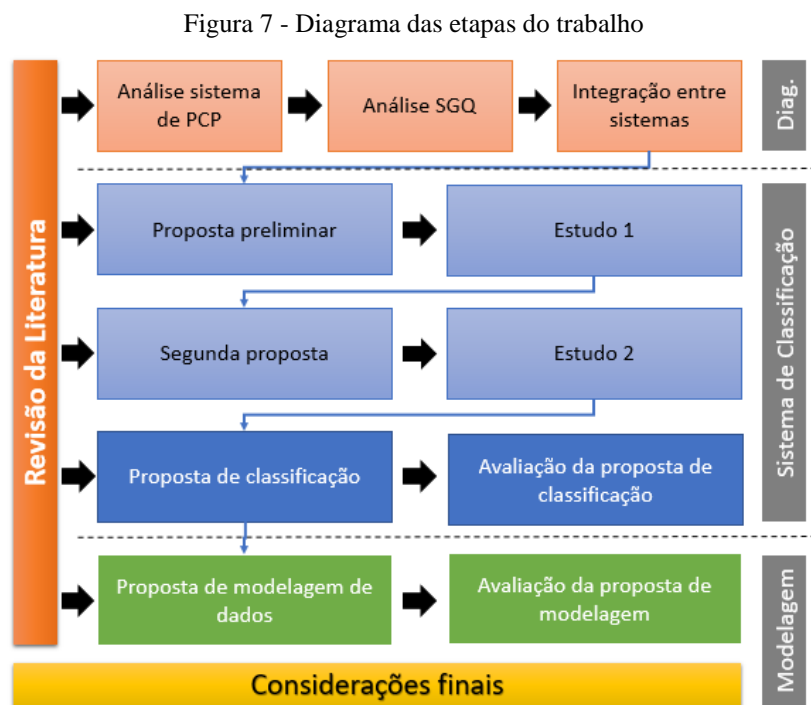 Figura 7 - Diagrama das etapas do trabalho
Revisão da Literatura
Análise sistema
de PCP
Análise SGQ
Integração entre
sistemas
Diag.
Proposta preliminar
Estudo 1
Segunda proposta
Estudo 2
Proposta de classificação
Avaliação da proposta de
classificação
Sistema de Classificação
Proposta de modelagem de
dados
Avaliação da proposta de
modelagem
Modelagem
Considerações finais